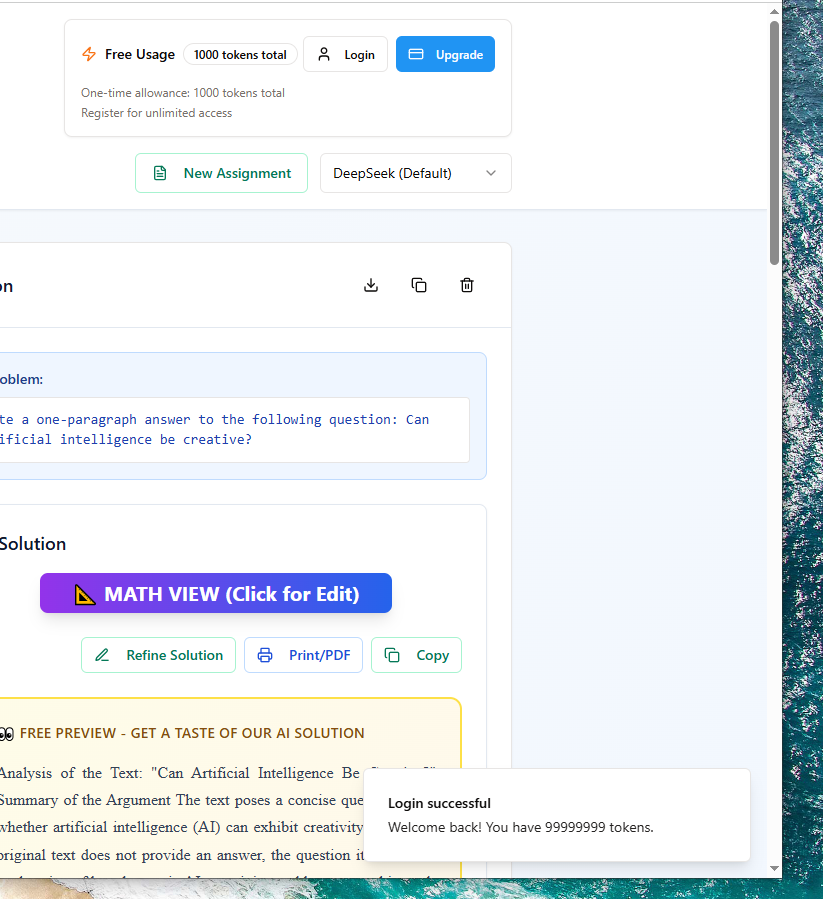 Free Usage 1000 tokens total Login Upgrade
One-time allowance: 1000 tokens total
Register for unlimited access
New Assignment DeepSeek (Default)
on
oblem:
te a one-paragraph answer to the following question: Can
ificial intelligence be creative?
Solution
MATH VIEW (Click for Edit)
Refine Solution Print/PDF Copy
FREE PREVIEW - GET A TASTE OF OUR AI SOLUTION
Analysis of the Text: "Can Artificial Intelligence Be
Summary of the Argument The text poses a concise que
whether artificial intelligence (AI) can exhibit creativity
original text does not provide an answer, the question it
Login successful
Welcome back! You have 99999999 tokens.